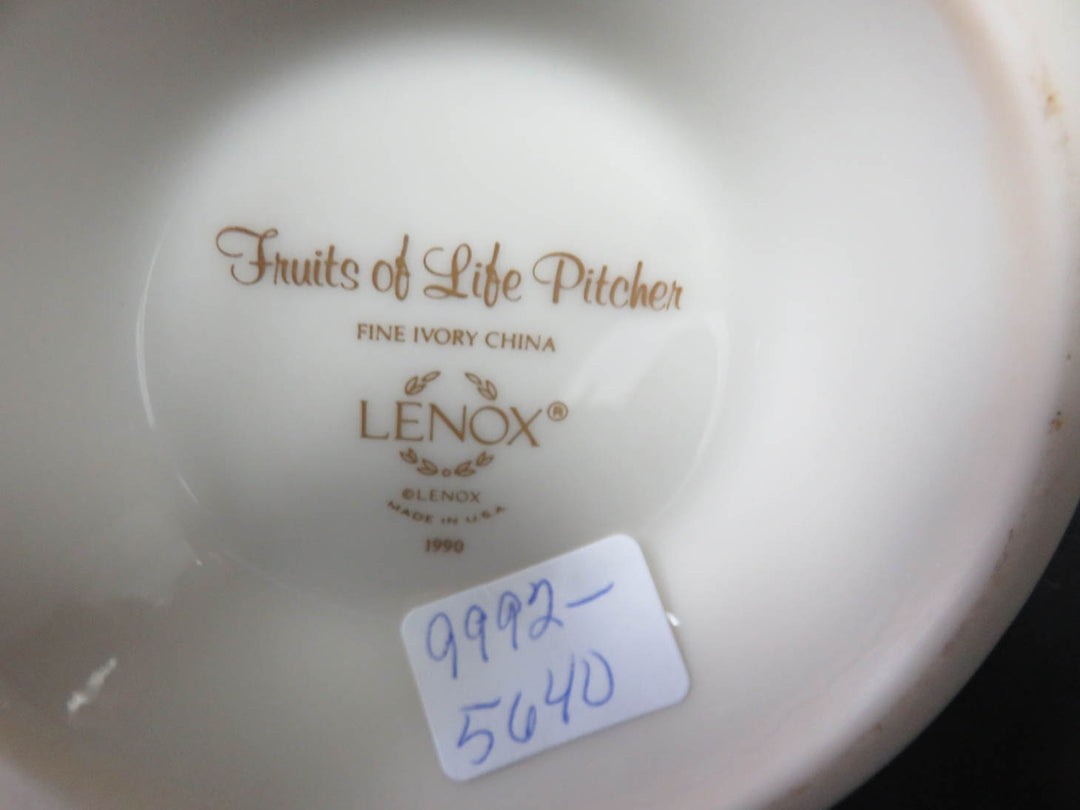 Fruits of Life Pitcher
FINE IVORY CHINA
LENOX®
©LENOX
MADE IN U.S.A.
1990
9992-
5640